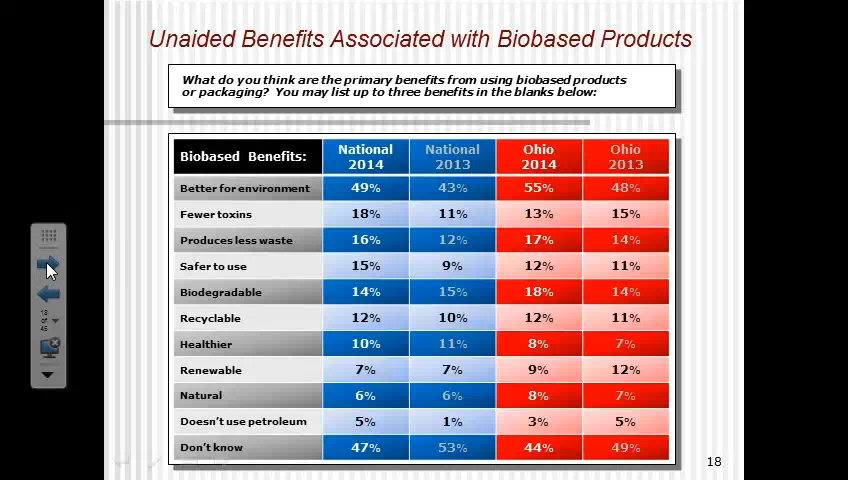 Unaided Benefits Associated with Biobased Products
What do you think are the primary benefits from using biobased products
or packaging? You may list up to three benefits in the blanks below:
Biobased Benefits: National 2014 National 2013 Ohio 2014 Ohio 2013
Better for environment 49% 43% 55% 48%
Fewer toxins 18% 11% 13% 15%
Produces less waste 16% 12% 17% 14%
Safer to use 15% 9% 12% 11%
Biodegradable 14% 15% 18% 14%
Recyclable 12% 10% 12% 11%
Healthier 10% 11% 8% 7%
Renewable 7% 7% 9% 12%
Natural 6% 6% 8% 7%
Doesn't use petroleum 5% 1% 3% 5%
Don't know 47% 53% 44% 49%
18
18
of
45